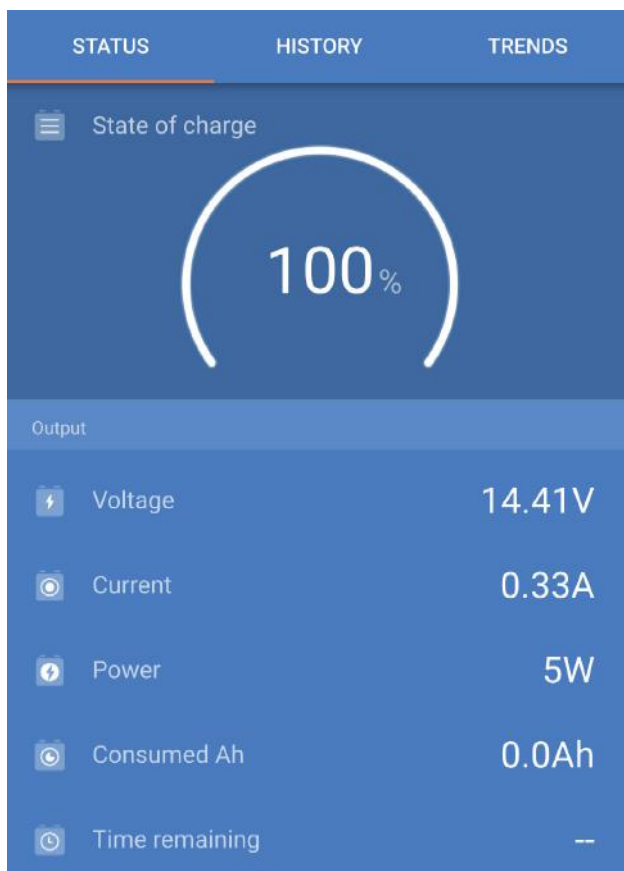 STATUS HISTORY TRENDS
State of charge
100%
Output
Voltage 14.41V
Current 0.33A
Power 5W
Consumed Ah 0.0Ah
Time remaining --